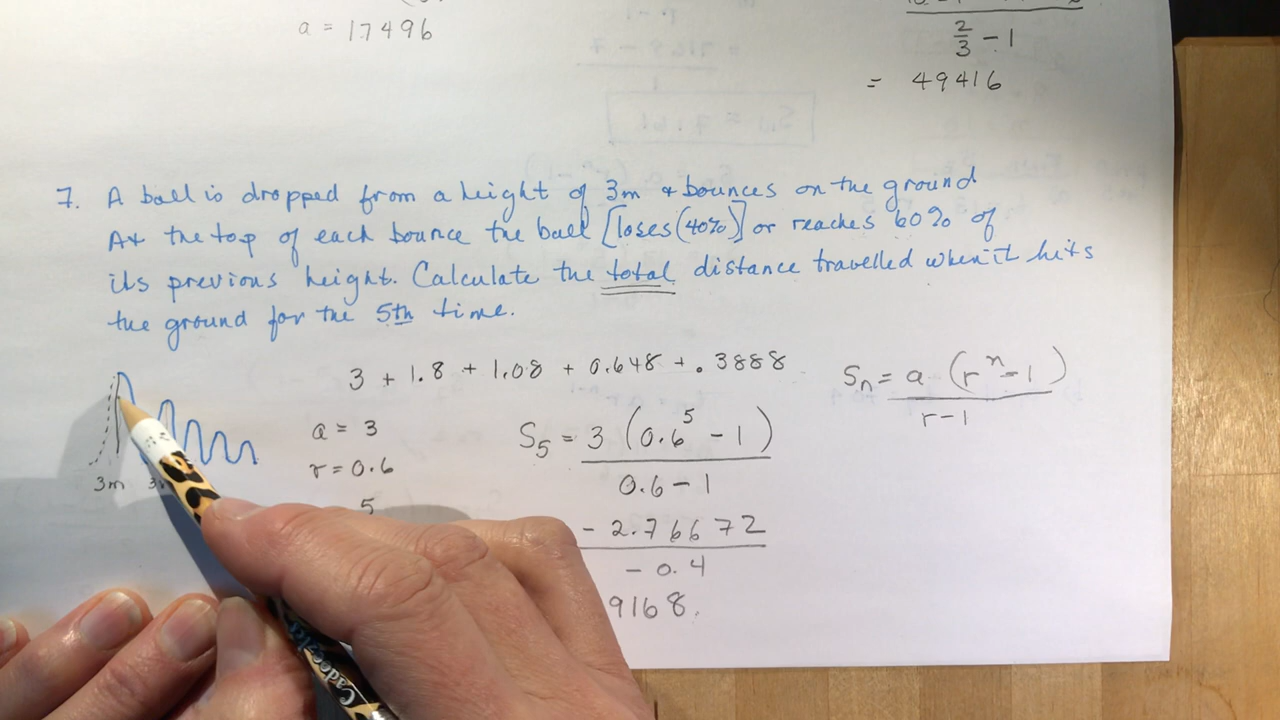 a = 17496
2/3 - 1
= 49416
7. A ball is dropped from a height of 3m & bounces on the ground
At the top of each bounce the ball [loses (40%)] or reaches 60% of
its previous height. Calculate the total distance travelled when it hits
the ground for the 5th time.
3 + 1.8 + 1.08 + 0.648 + .3888
Sₙ = a (rⁿ - 1)
r - 1
a = 3
r = 0.6
5
S₅ = 3 (0.6⁵ - 1)
0.6 - 1
- 2.76672
- 0.4
9168.
3m
Cadoozles